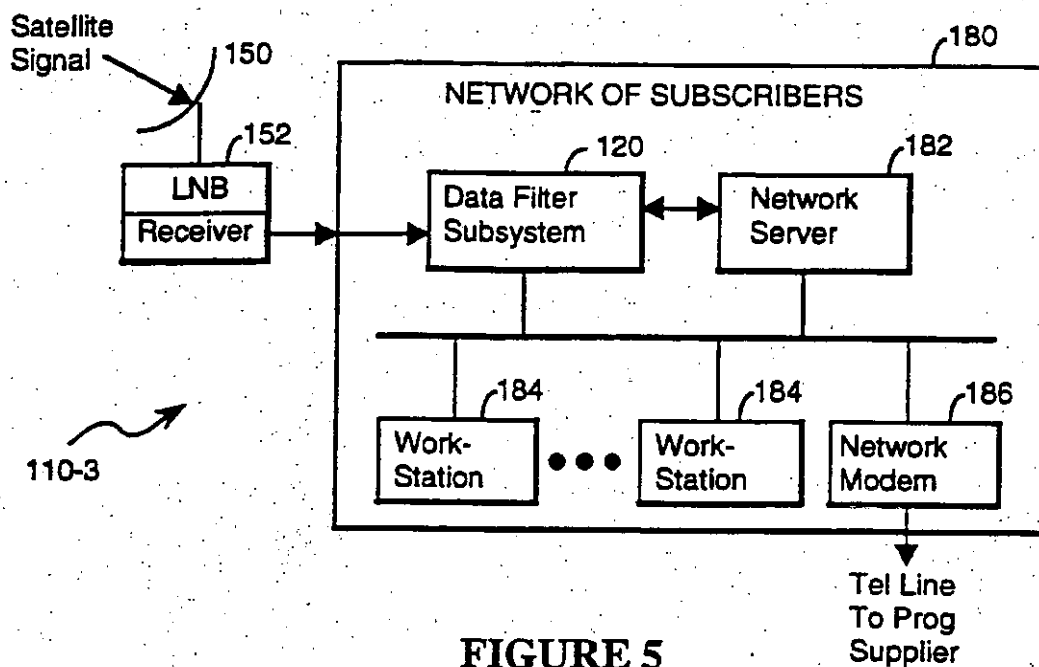 Satellite
Signal
150
180
NETWORK OF SUBSCRIBERS
152
LNB
Receiver
120
Data Filter
Subsystem
182
Network
Server
184
Work-
Station
184
Work-
Station
186
Network
Modem
110-3
Tel Line
To Prog
Supplier
FIGURE 5